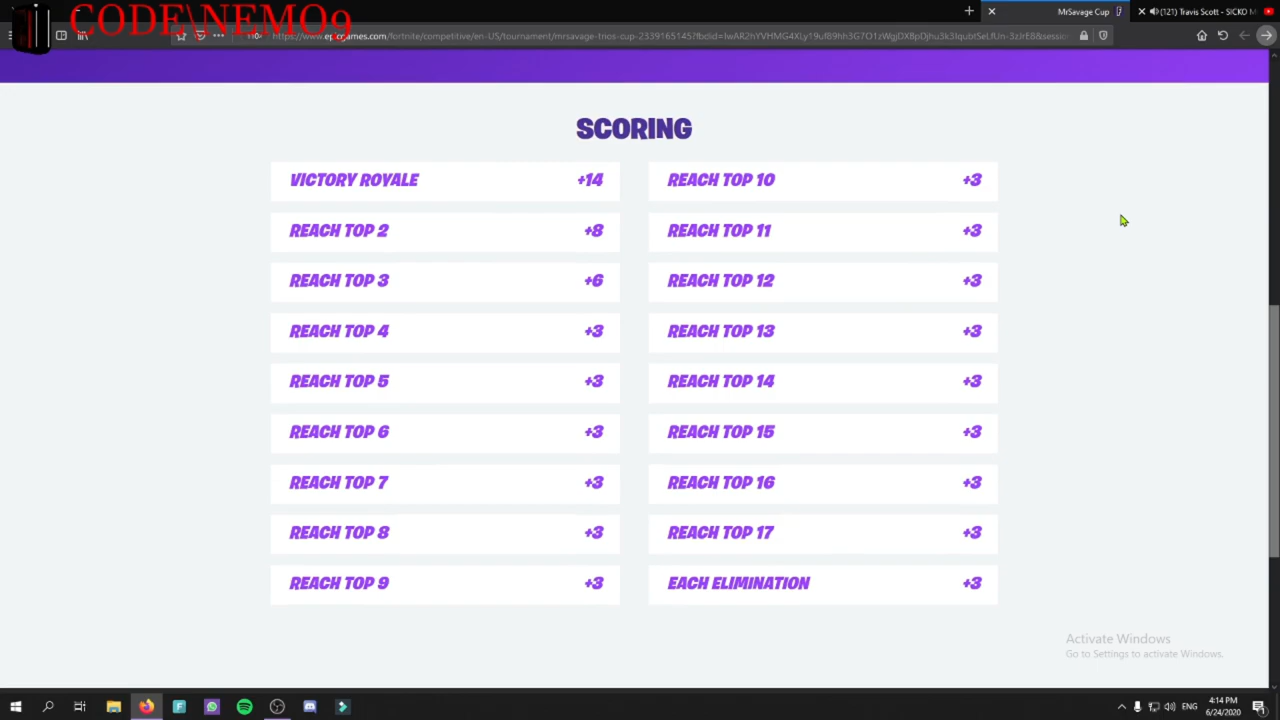 CODE\NEMO9
MrSavage Cup
(121) Travis Scott - SICKO M
SCORING
VICTORY ROYALE +14
REACH TOP 2 +8
REACH TOP 3 +6
REACH TOP 4 +3
REACH TOP 5 +3
REACH TOP 6 +3
REACH TOP 7 +3
REACH TOP 8 +3
REACH TOP 9 +3
REACH TOP 10 +3
REACH TOP 11 +3
REACH TOP 12 +3
REACH TOP 13 +3
REACH TOP 14 +3
REACH TOP 15 +3
REACH TOP 16 +3
REACH TOP 17 +3
EACH ELIMINATION +3
Activate Windows
Go to Settings to activate Windows.
ENG
4:14 PM
6/24/2020